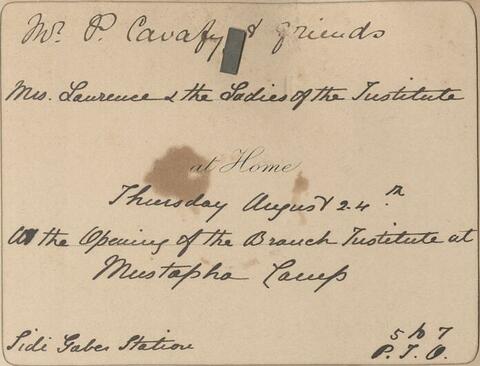 Mr. P. Cavafy & friends
Mrs. Laurence & the Ladies of the Institute
at Home
Thursday August 24th
At the Opening of the Branch Institute at
Mustapha Camp
Sidi Gaber Station
5 to 7
P.T.O.